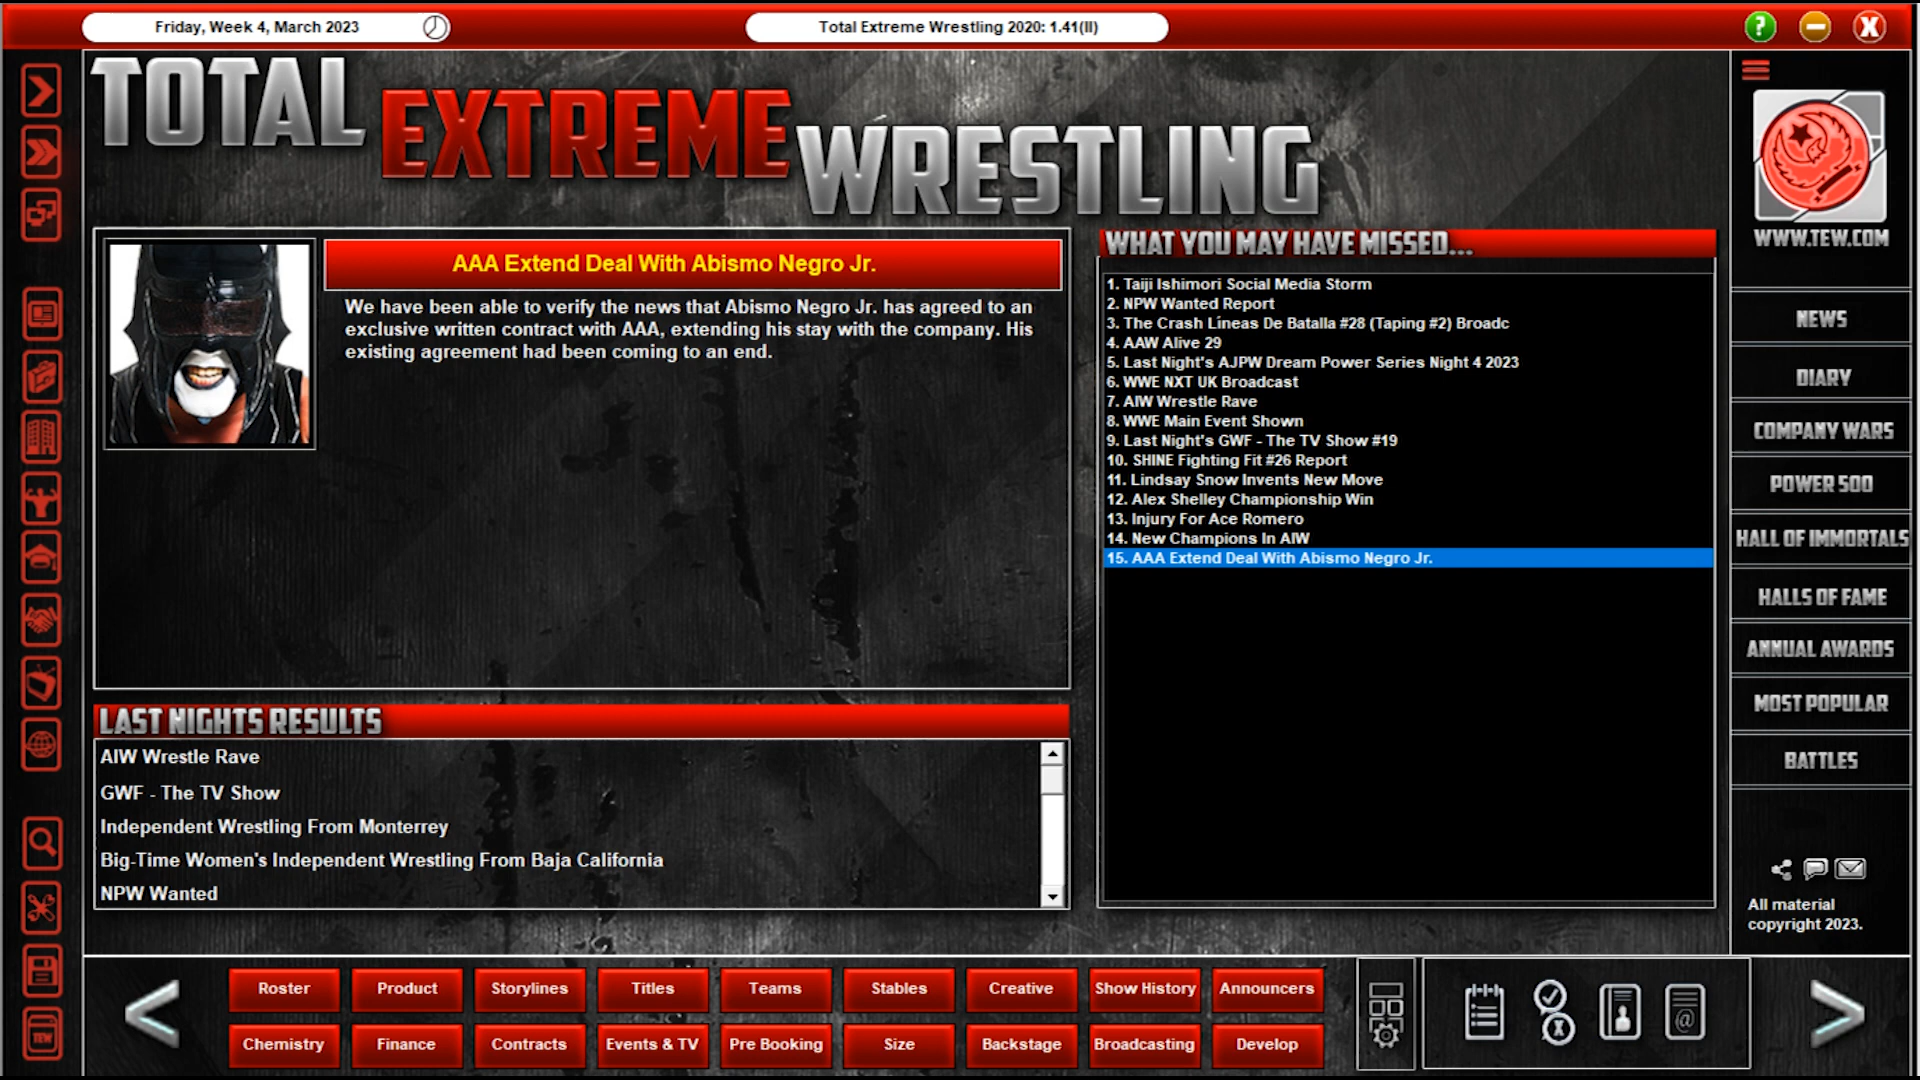 Friday, Week 4, March 2023
Total Extreme Wrestling 2020: 1.41(II)
?
X
TOTAL EXTREME WRESTLING
WWW.TEW.COM
AAA Extend Deal With Abismo Negro Jr.
We have been able to verify the news that Abismo Negro Jr. has agreed to an
exclusive written contract with AAA, extending his stay with the company. His
existing agreement had been coming to an end.
WHAT YOU MAY HAVE MISSED...
1. Taiji Ishimori Social Media Storm
2. NPW Wanted Report
3. The Crash Líneas De Batalla #28 (Taping #2) Broadc
4. AAW Alive 29
5. Last Night's AJPW Dream Power Series Night 4 2023
6. WWE NXT UK Broadcast
7. AIW Wrestle Rave
8. WWE Main Event Shown
9. Last Night's GWF - The TV Show #19
10. SHINE Fighting Fit #26 Report
11. Lindsay Snow Invents New Move
12. Alex Shelley Championship Win
13. Injury For Ace Romero
14. New Champions In AIW
15. AAA Extend Deal With Abismo Negro Jr.
LAST NIGHTS RESULTS
AIW Wrestle Rave
GWF - The TV Show
Independent Wrestling From Monterrey
Big-Time Women's Independent Wrestling From Baja California
NPW Wanted
NEWS
DIARY
COMPANY WARS
POWER 500
HALL OF IMMORTALS
HALLS OF FAME
ANNUAL AWARDS
MOST POPULAR
BATTLES
All material
copyright 2023.
TEW
Roster
Product
Storylines
Titles
Teams
Stables
Creative
Show History
Announcers
Chemistry
Finance
Contracts
Events & TV
Pre Booking
Size
Backstage
Broadcasting
Develop
@